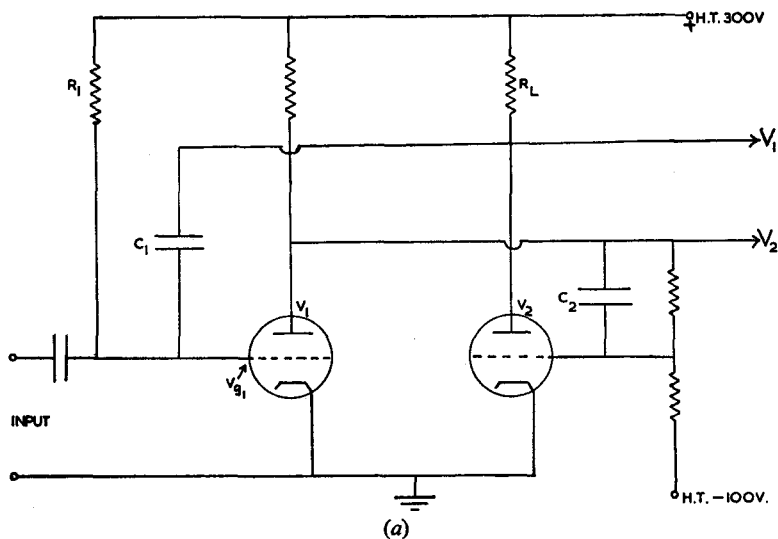 H.T. 300V
+
R1
RL
V1
C1
V2
V1
V2
C2
Vg1
INPUT
H.T. -100V.
(a)